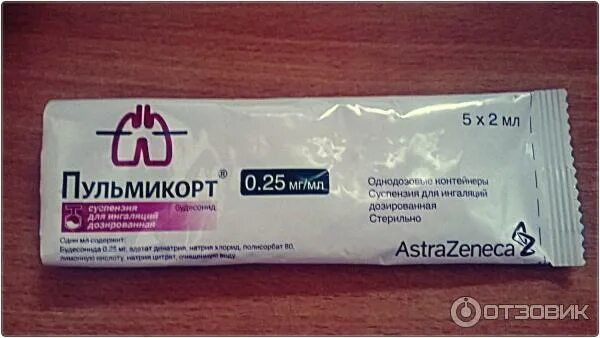 5 x 2 мл
Пульмикорт®
0.25 мг/мл
суспензия
для ингаляций
дозированная
будесонид
Однодозовые контейнеры
Суспензия для ингаляций
дозированная
Стерильно
Один мл содержит:
Будесонида 0.25 мг, эдетат динатрия, натрия хлорид, полисорбат 80,
лимонную кислоту, натрия цитрат, очищенную воду.
AstraZeneca
ОТЗОВИК